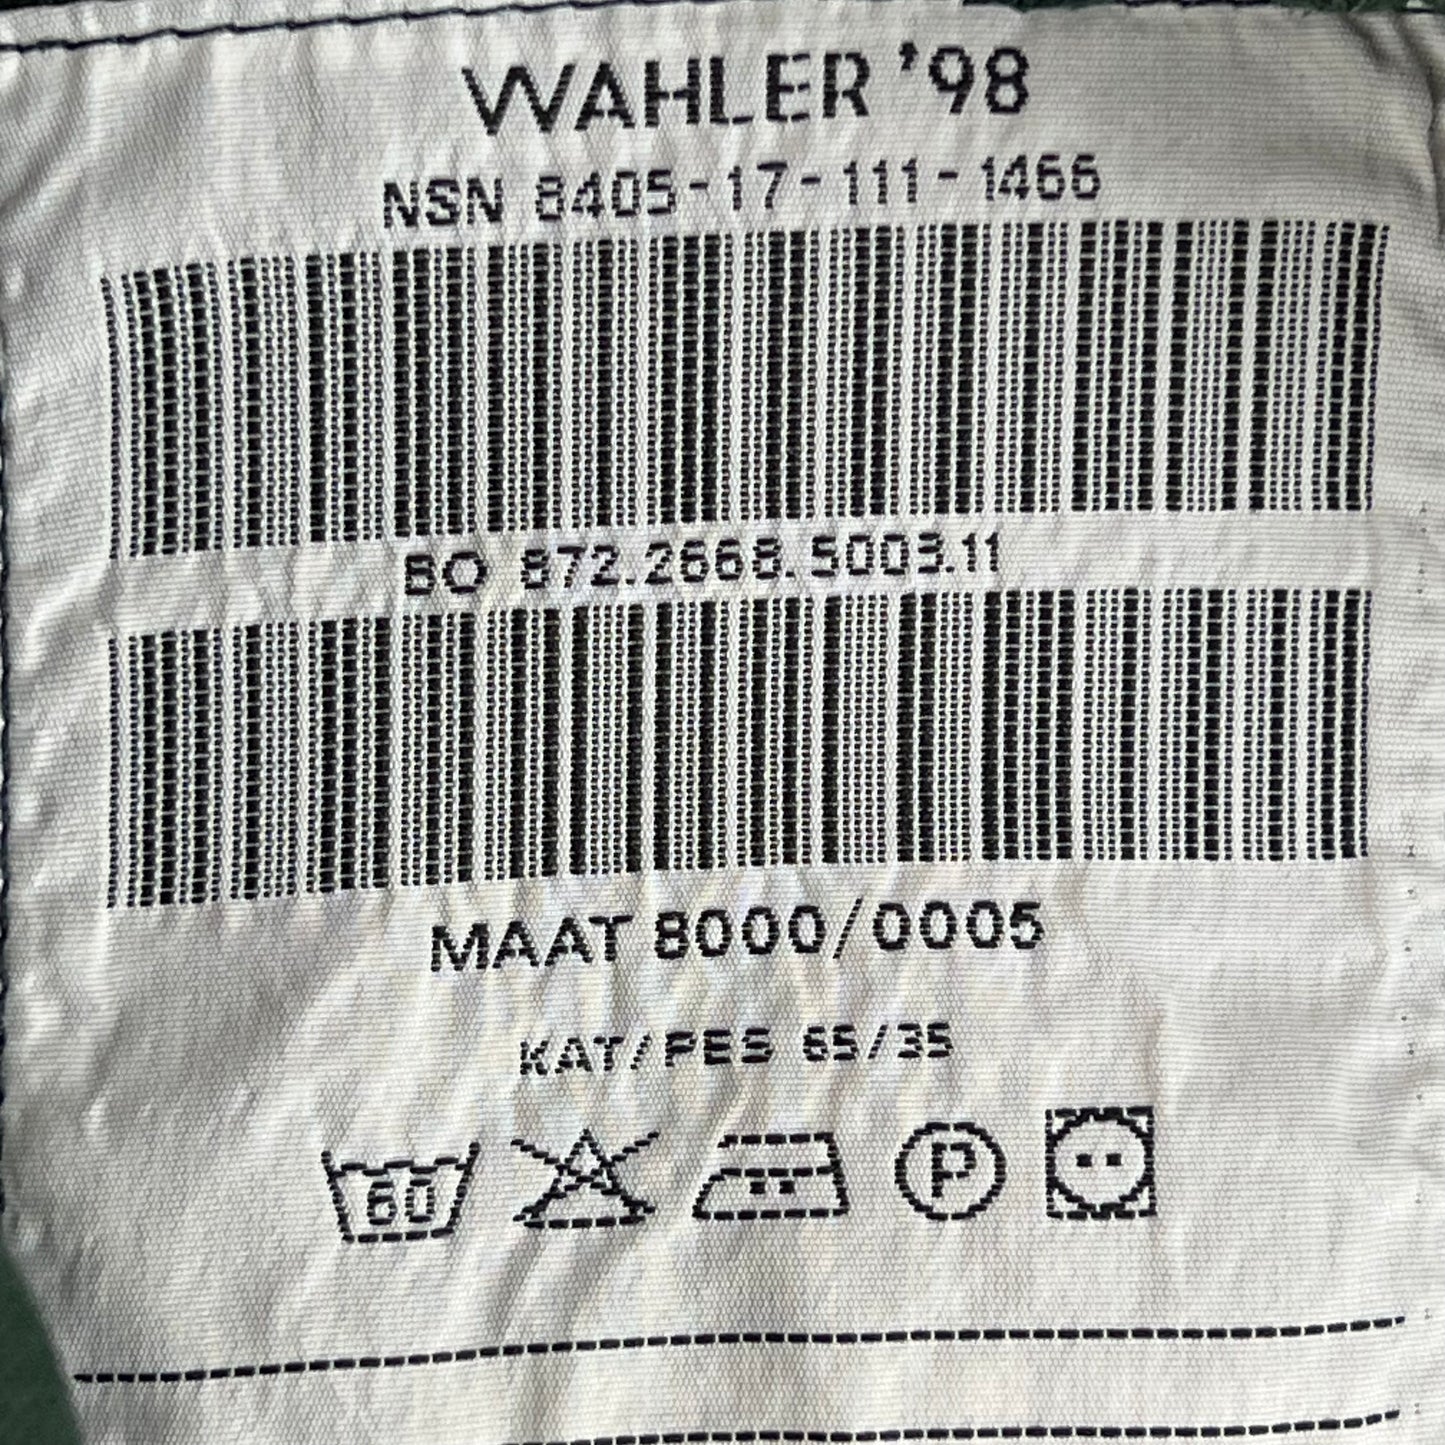 WAHLER '98
NSN 8405-17-111-1466
BO 872.2668.5003.11
MAAT 8000/0005
KAT/PES 65/35
60 P